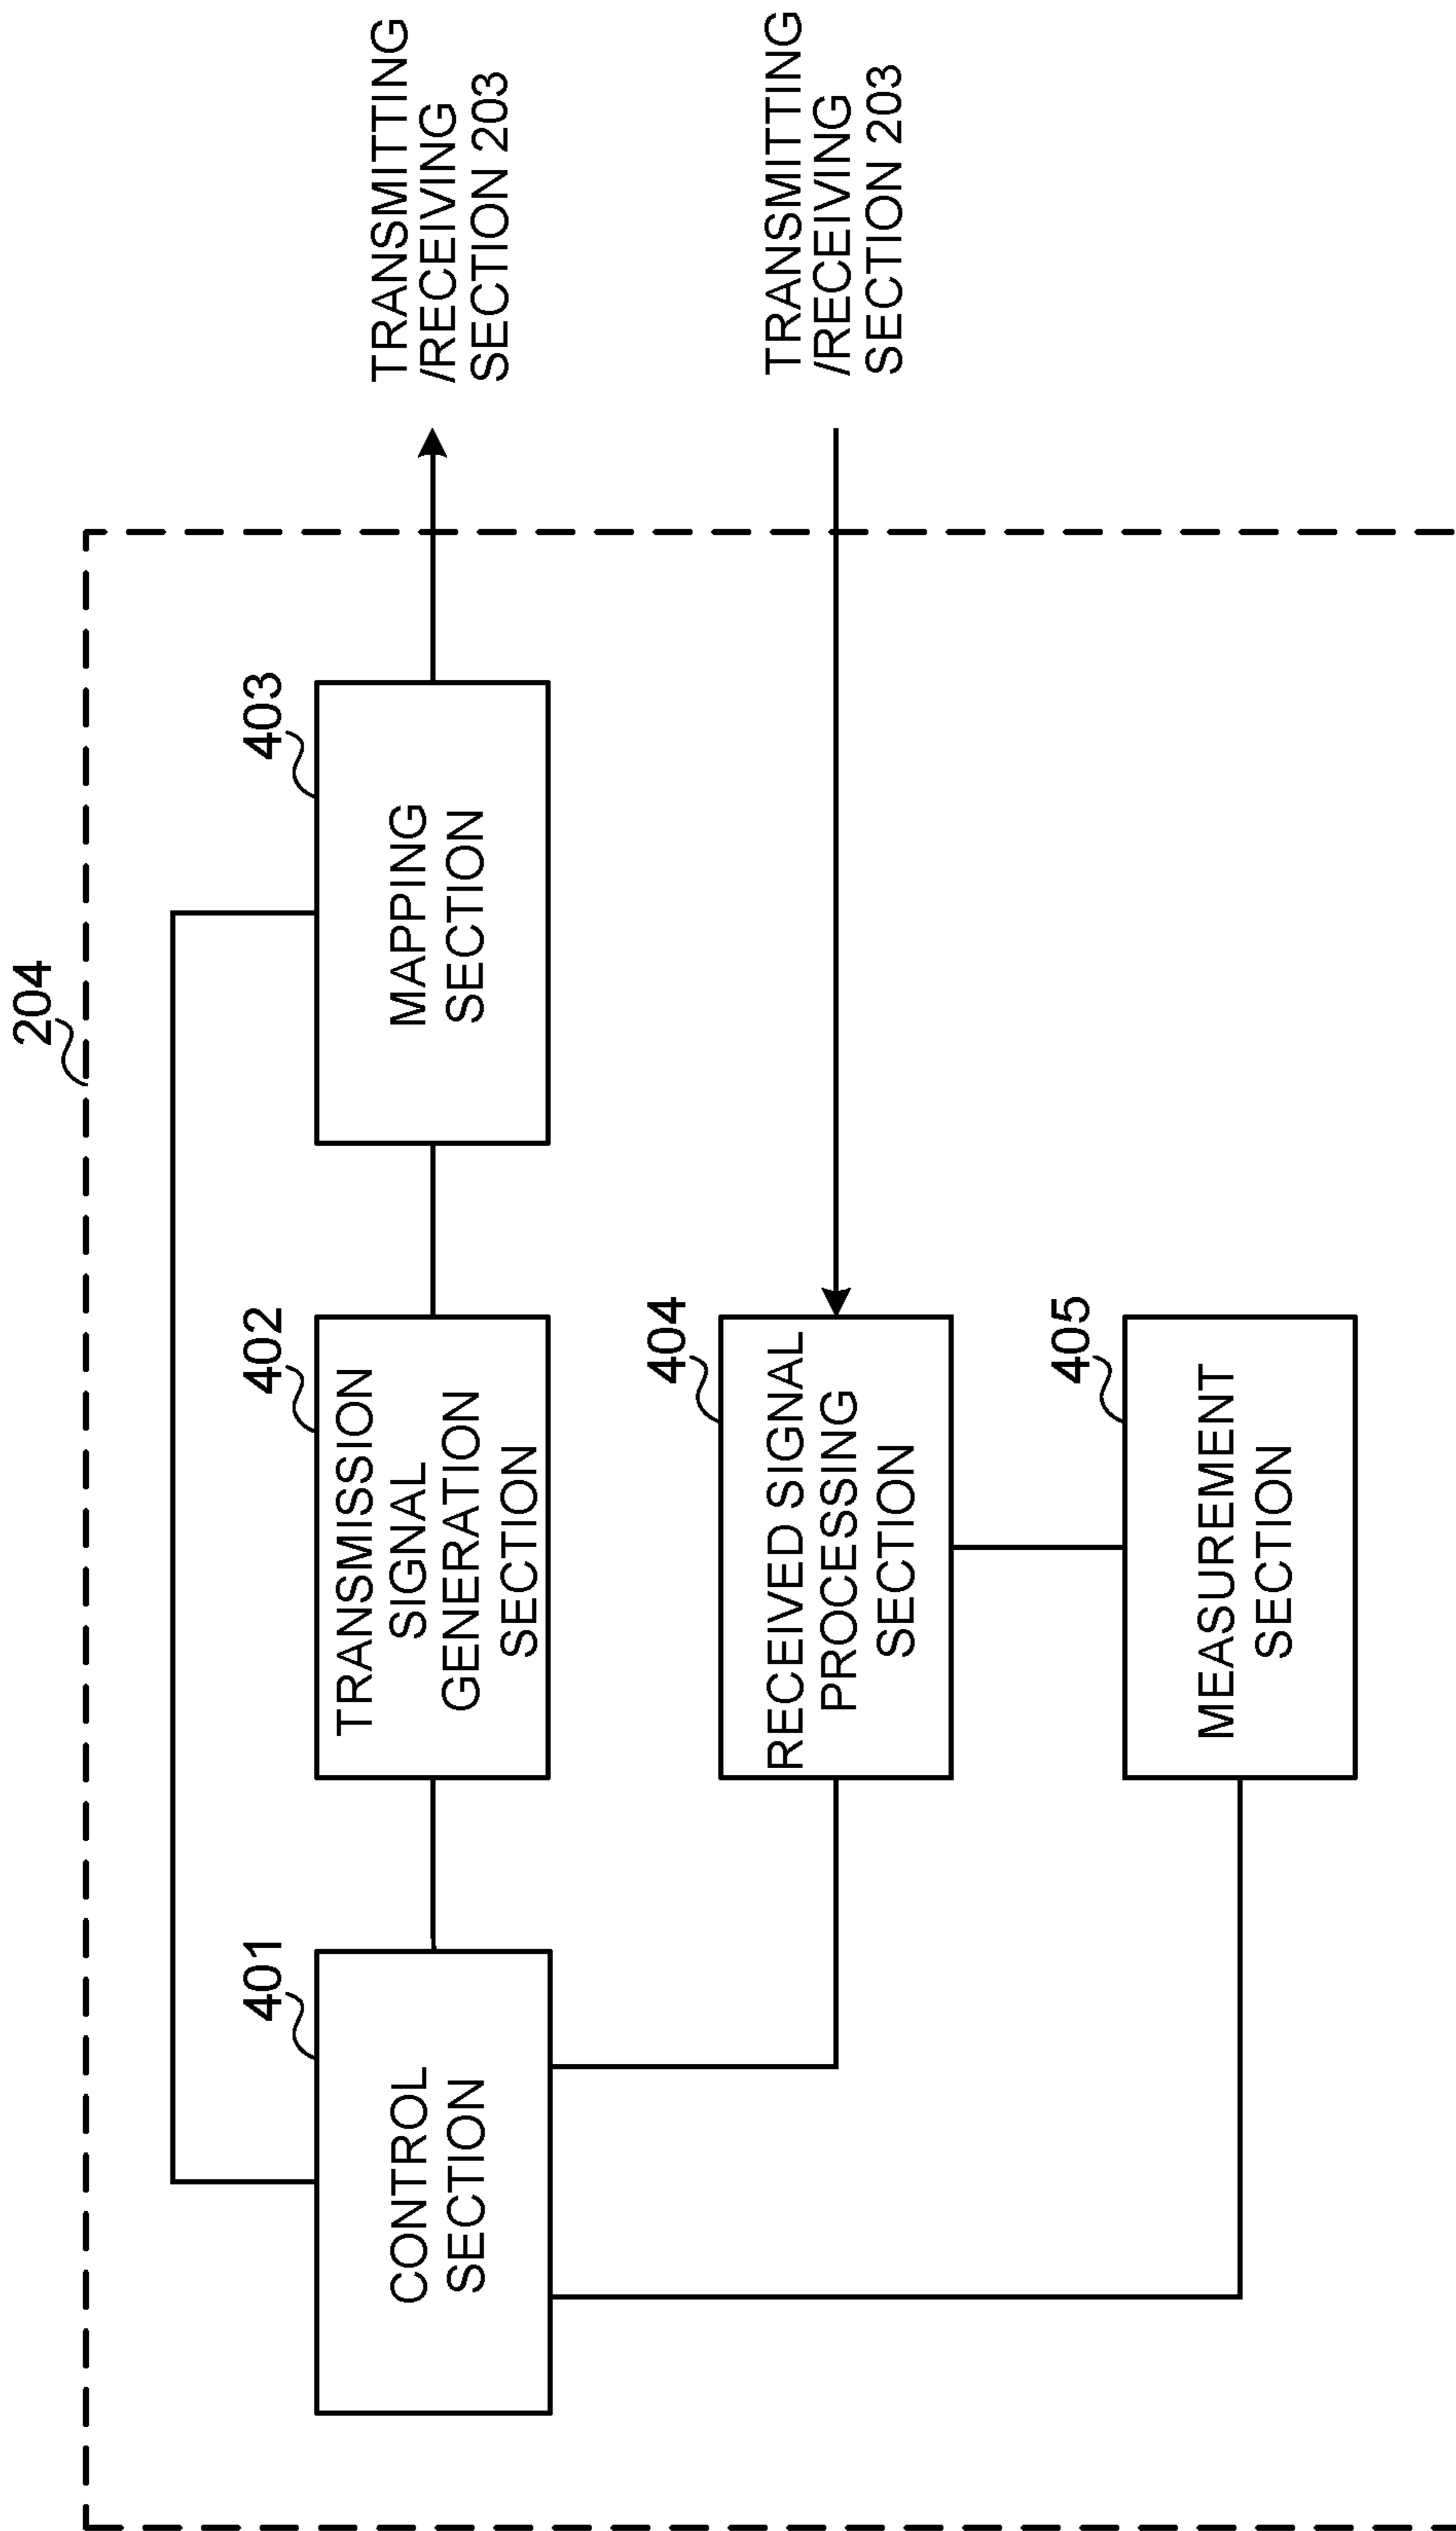 204
401
CONTROL
SECTION
402
TRANSMISSION
SIGNAL
GENERATION
SECTION
403
MAPPING
SECTION
TRANSMITTING
/RECEIVING
SECTION 203
404
RECEIVED SIGNAL
PROCESSING
SECTION
TRANSMITTING
/RECEIVING
SECTION 203
405
MEASUREMENT
SECTION